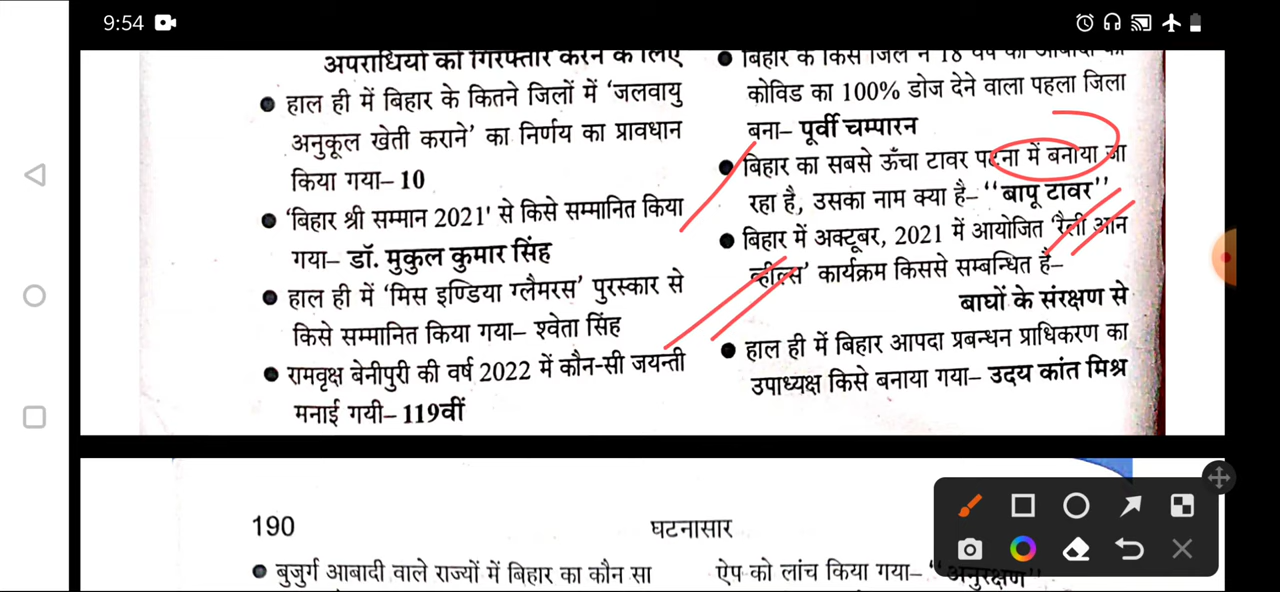 9:54
अपराधियों को गिरफ्तार करने के लिए
● हाल ही में बिहार के कितने जिलों में 'जलवायु
अनुकूल खेती कराने' का निर्णय का प्रावधान
किया गया– 10
● 'बिहार श्री सम्मान 2021' से किसे सम्मानित किया
गया– डॉ. मुकुल कुमार सिंह
● हाल ही में 'मिस इण्डिया ग्लैमरस' पुरस्कार से
किसे सम्मानित किया गया– श्वेता सिंह
● रामवृक्ष बेनीपुरी की वर्ष 2022 में कौन-सी जयन्ती
मनाई गयी– 119वीं
● बिहार के किस जिले ने 18 वर्ष की आबादी को
कोविड का 100% डोज देने वाला पहला जिला
बना– पूर्वी चम्पारन
● बिहार का सबसे ऊँचा टावर पटना में बनाया जा
रहा है, उसका नाम क्या है– "बापू टावर"
● बिहार में अक्टूबर, 2021 में आयोजित 'रैली आन
व्हील्स' कार्यक्रम किससे सम्बन्धित है–
बाघों के संरक्षण से
● हाल ही में बिहार आपदा प्रबन्धन प्राधिकरण का
उपाध्यक्ष किसे बनाया गया– उदय कांत मिश्र
190
घटनासार
● बुजुर्ग आबादी वाले राज्यों में बिहार का कौन सा
ऐप को लांच किया गया– "अनुरक्षण"